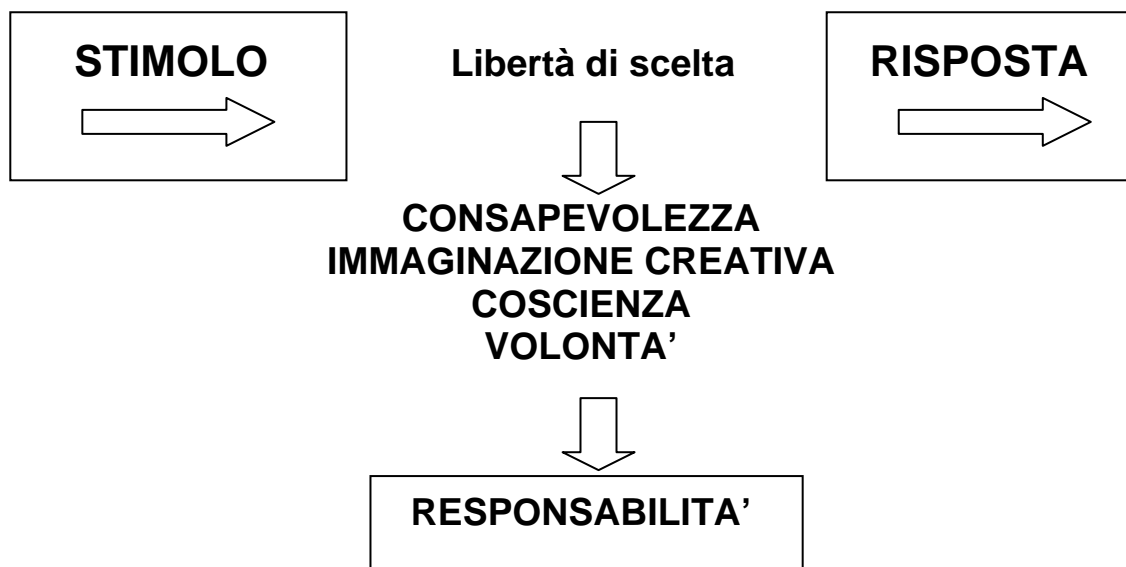 STIMOLO
Libertà di scelta
RISPOSTA
CONSAPEVOLEZZA
IMMAGINAZIONE CREATIVA
COSCIENZA
VOLONTA’
RESPONSABILITA’